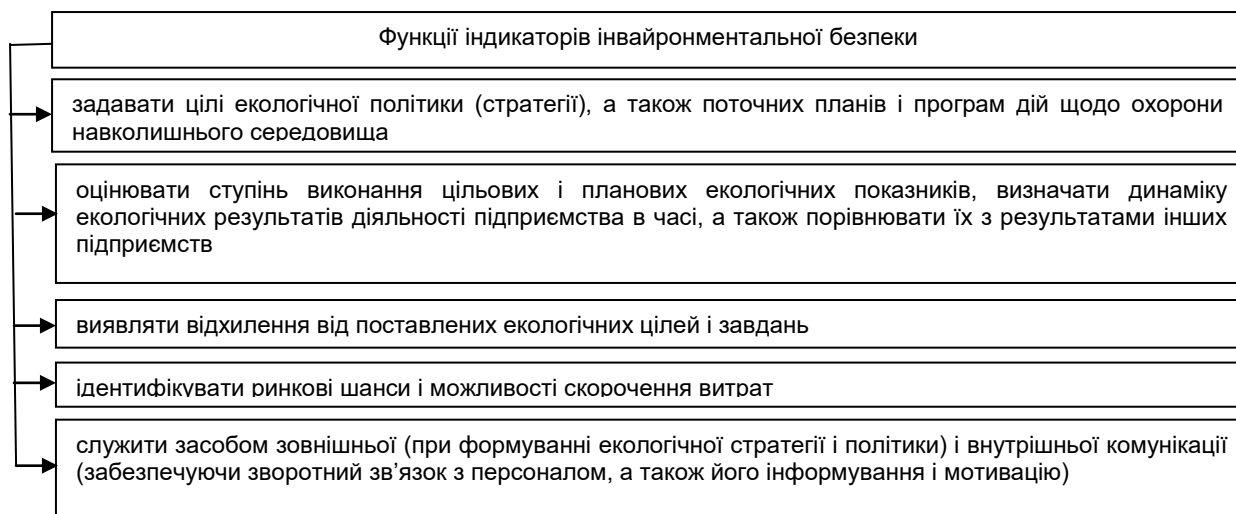 Функції індикаторів інвайронментальної безпеки
задавати цілі екологічної політики (стратегії), а також поточних планів і програм дій щодо охорони
навколишнього середовища
оцінювати ступінь виконання цільових і планових екологічних показників, визначати динаміку
екологічних результатів діяльності підприємства в часі, а також порівнювати їх з результатами інших
підприємств
виявляти відхилення від поставлених екологічних цілей і завдань
ідентифікувати ринкові шанси і можливості скорочення витрат
служити засобом зовнішньої (при формуванні екологічної стратегії і політики) і внутрішньої комунікації
(забезпечуючи зворотний зв’язок з персоналом, а також його інформування і мотивацію)